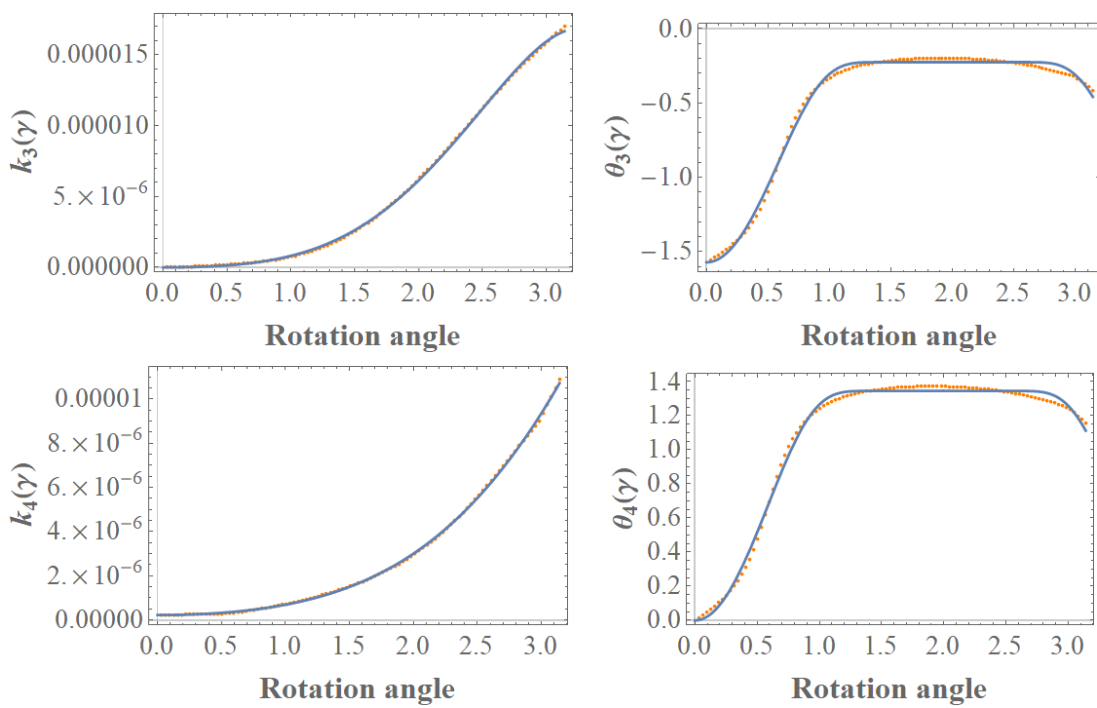 k₃(γ)
0.000015
0.000010
5.×10⁻⁶
0.000000
0.0 0.5 1.0 1.5 2.0 2.5 3.0
Rotation angle
θ₃(γ)
0.0
−0.5
−1.0
−1.5
0.0 0.5 1.0 1.5 2.0 2.5 3.0
Rotation angle
k₄(γ)
0.00001
8.×10⁻⁶
6.×10⁻⁶
4.×10⁻⁶
2.×10⁻⁶
0.00000
0.0 0.5 1.0 1.5 2.0 2.5 3.0
Rotation angle
θ₄(γ)
1.4
1.2
1.0
0.8
0.6
0.4
0.2
0.0
0.0 0.5 1.0 1.5 2.0 2.5 3.0
Rotation angle